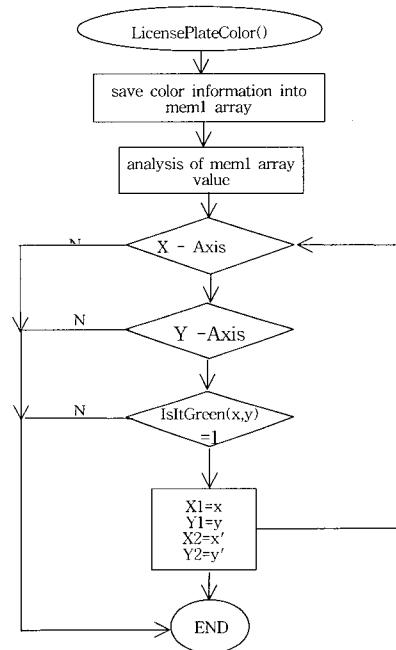 LicensePlateColor()
save color information into
mem1 array
analysis of mem1 array
value
N
X - Axis
N
Y -Axis
N
IsItGreen(x,y)
=1
X1=x
Y1=y
X2=x′
Y2=y′
END